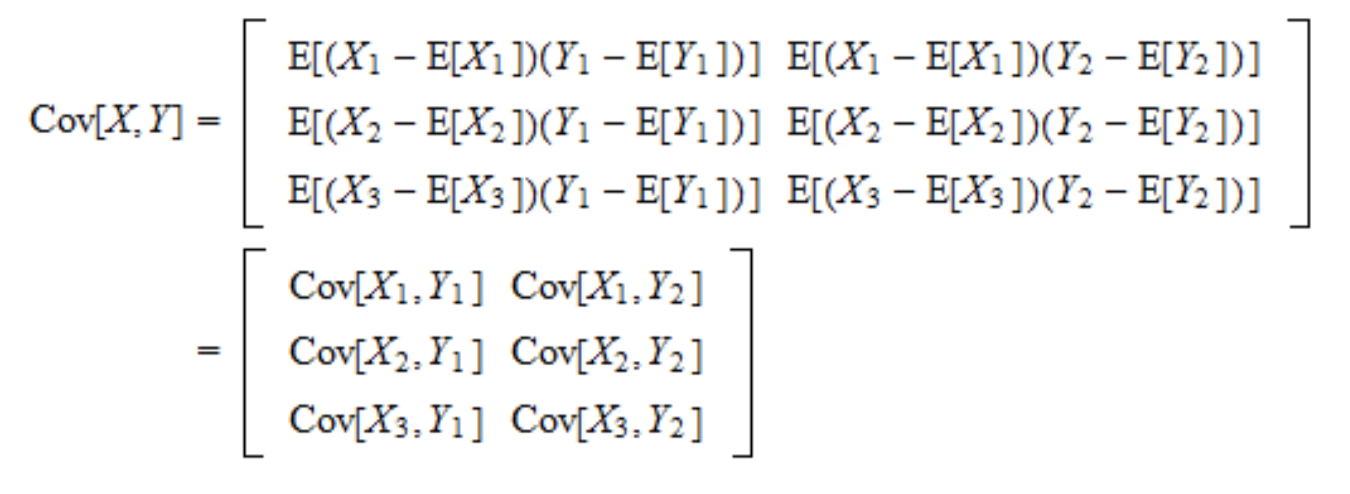 E[(X₁ − E[X₁])(Y₁ − E[Y₁])] E[(X₁ − E[X₁])(Y₂ − E[Y₂])]
Cov[X, Y] = E[(X₂ − E[X₂])(Y₁ − E[Y₁])] E[(X₂ − E[X₂])(Y₂ − E[Y₂])]
E[(X₃ − E[X₃])(Y₁ − E[Y₁])] E[(X₃ − E[X₃])(Y₂ − E[Y₂])]
Cov[X₁, Y₁] Cov[X₁, Y₂]
= Cov[X₂, Y₁] Cov[X₂, Y₂]
Cov[X₃, Y₁] Cov[X₃, Y₂]